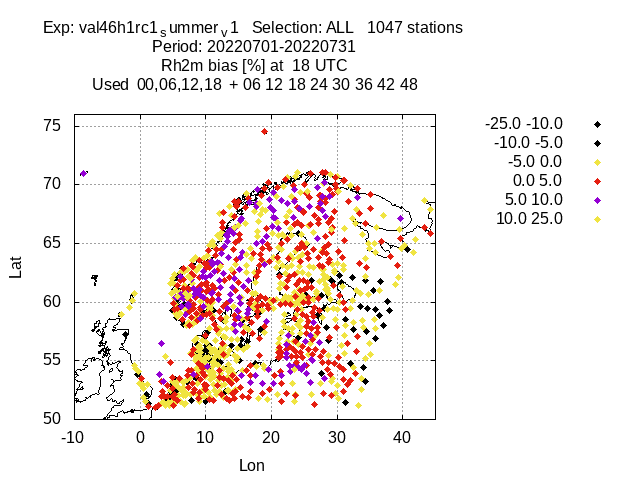 Exp: val46h1rc1summerv1 Selection: ALL 1047 stations
Period: 20220701-20220731
Rh2m bias [%] at 18 UTC
Used 00,06,12,18 + 06 12 18 24 30 36 42 48
-25.0 -10.0
-10.0 -5.0
-5.0 0.0
0.0 5.0
5.0 10.0
10.0 25.0
75
70
65
60
55
50
Lat
-10 0 10 20 30 40
Lon